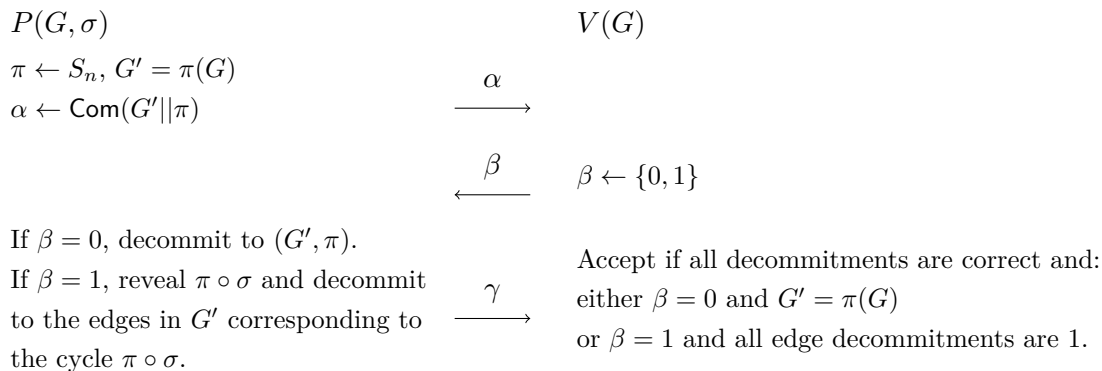 P(G, σ)
V(G)
π ← S_n, G′ = π(G)
α ← Com(G′||π)
α
β
β ← {0, 1}
If β = 0, decommit to (G′, π).
If β = 1, reveal π ∘ σ and decommit
to the edges in G′ corresponding to
the cycle π ∘ σ.
γ
Accept if all decommitments are correct and:
either β = 0 and G′ = π(G)
or β = 1 and all edge decommitments are 1.